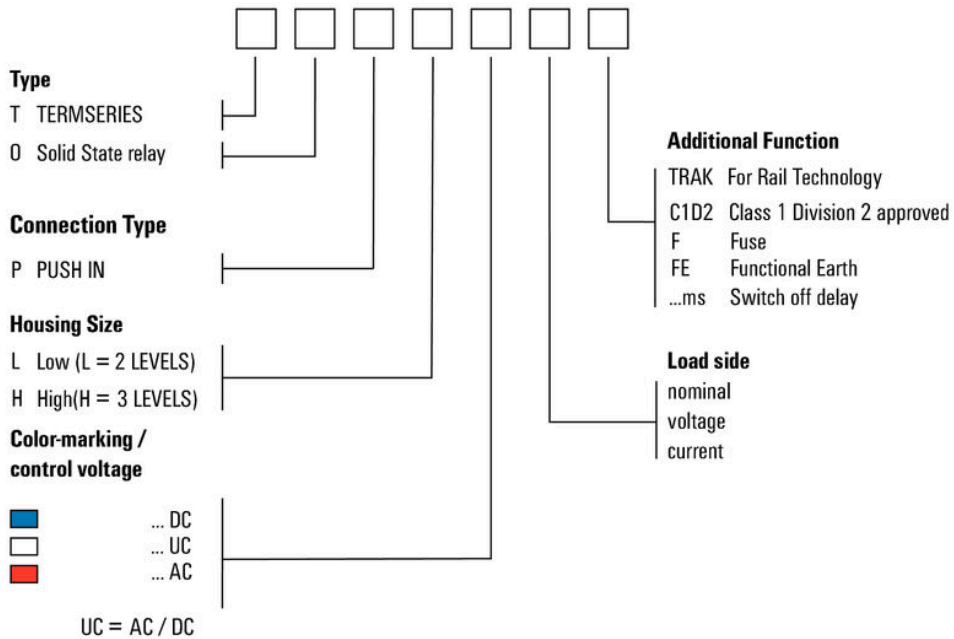 Type
T TERMSERIES
O Solid State relay
Connection Type
P PUSH IN
Housing Size
L Low (L = 2 LEVELS)
H High(H = 3 LEVELS)
Color-marking /
control voltage
... DC
... UC
... AC
UC = AC / DC
Additional Function
TRAK For Rail Technology
C1D2 Class 1 Division 2 approved
F Fuse
FE Functional Earth
...ms Switch off delay
Load side
nominal
voltage
current